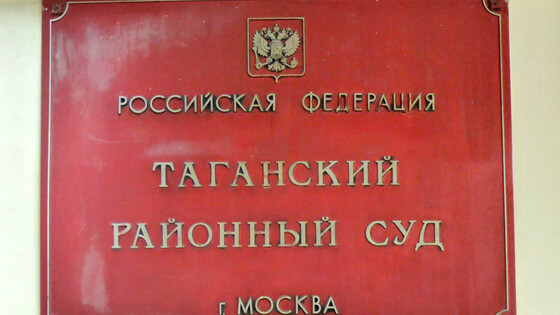 РОССИЙСКАЯ ФЕДЕРАЦИЯ
ТАГАНСКИЙ
РАЙОННЫЙ СУД
г. МОСКВА